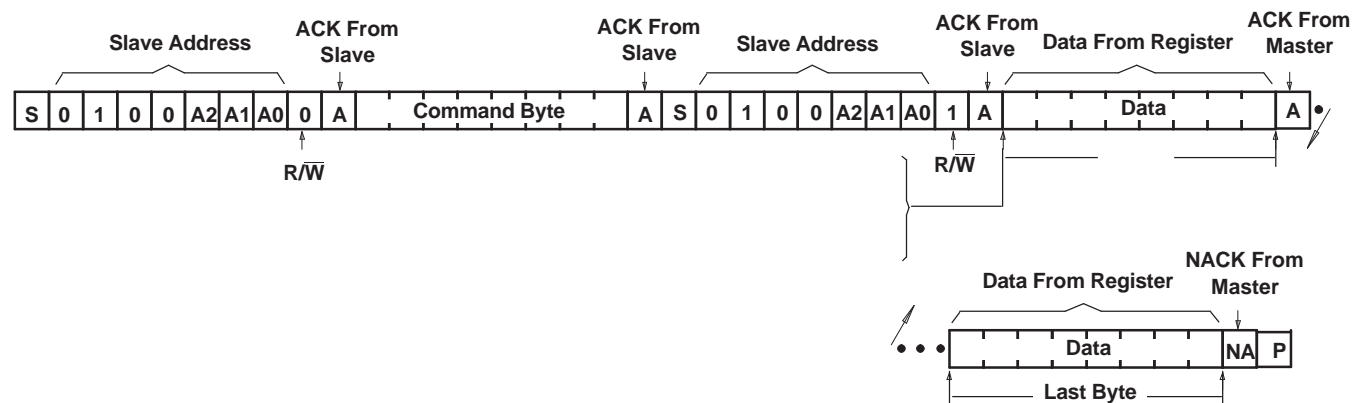 Slave Address
ACK From
Slave
ACK From
Slave
Slave Address
ACK From
Slave
Data From Register
ACK From
Master
S 0 1 0 0 A2 A1 A0 0 A Command Byte A S 0 1 0 0 A2 A1 A0 1 A Data A
R/W̅
R/W̅
Data From Register
NACK From
Master
Data NA P
Last Byte